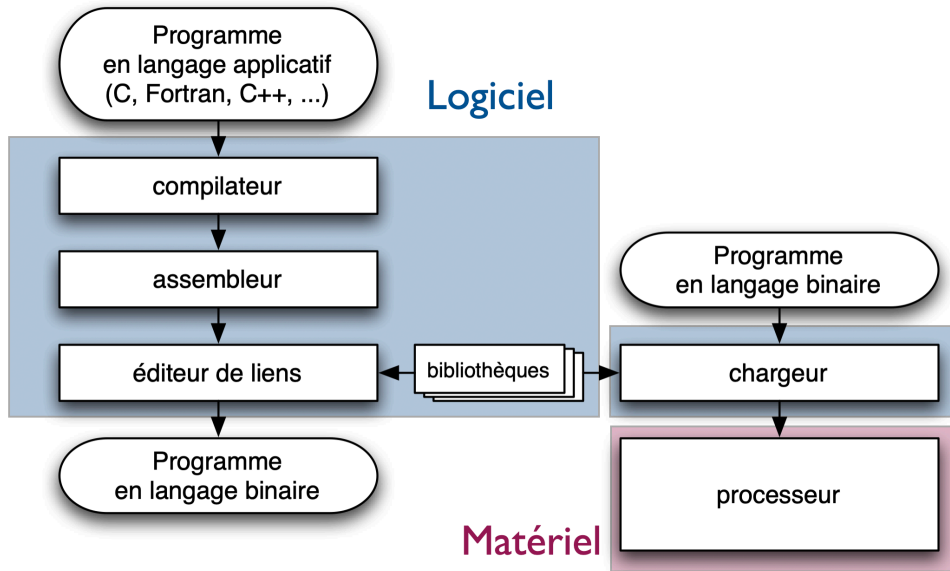 Programme
en langage applicatif
(C, Fortran, C++, ...)
Logiciel
compilateur
assembleur
éditeur de liens
bibliothèques
Programme
en langage binaire
Programme
en langage binaire
chargeur
processeur
Matériel